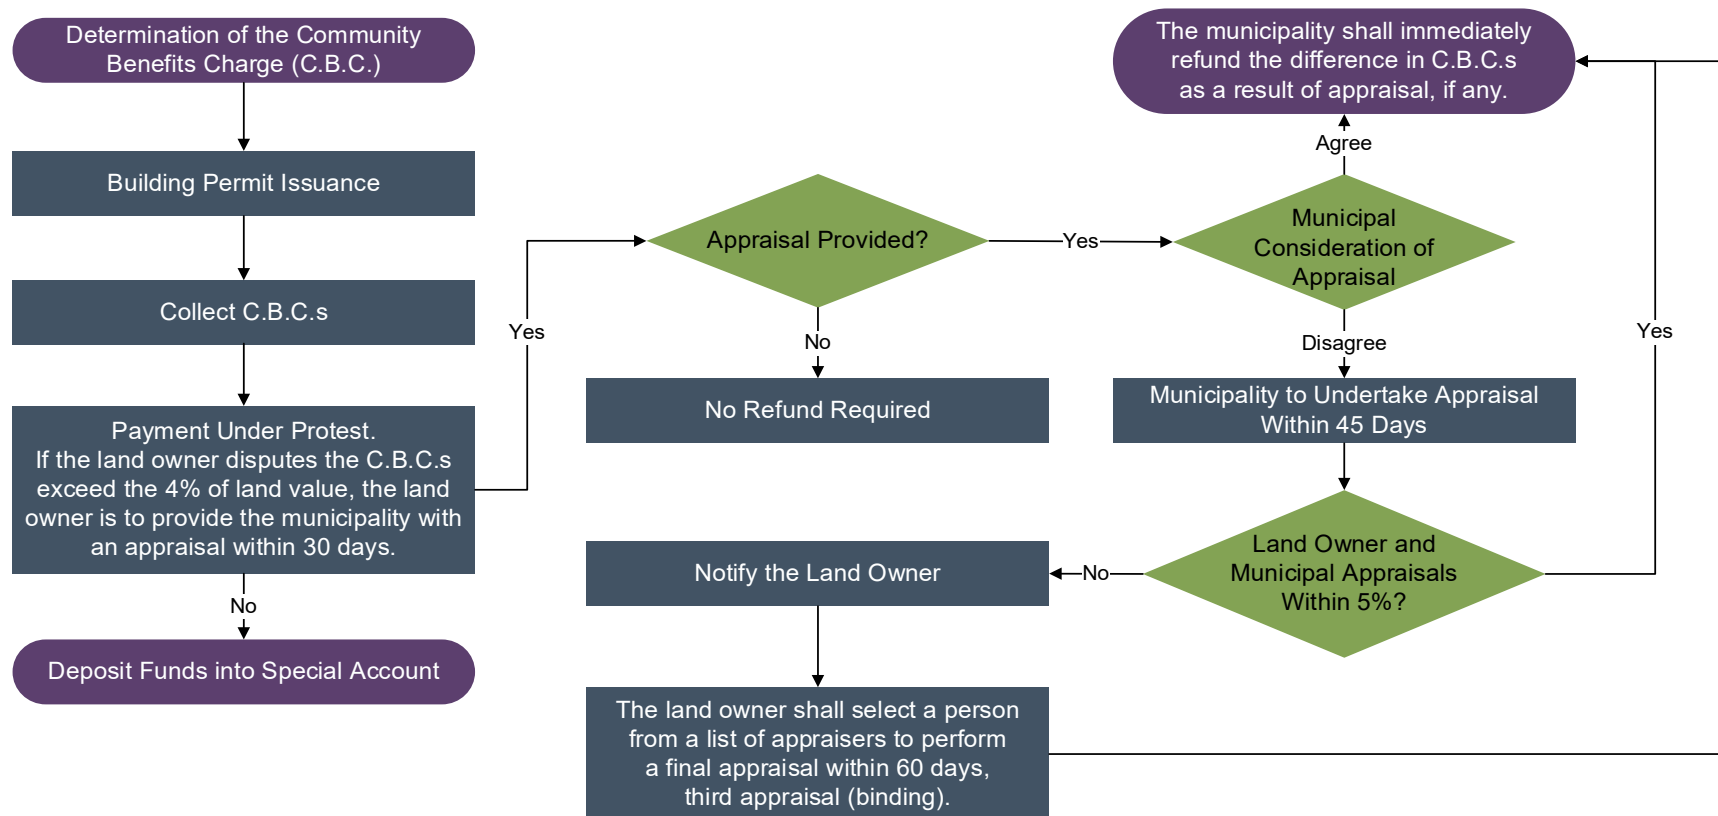 Determination of the Community
Benefits Charge (C.B.C.)
Building Permit Issuance
Collect C.B.C.s
Payment Under Protest.
If the land owner disputes the C.B.C.s
exceed the 4% of land value, the land
owner is to provide the municipality with
an appraisal within 30 days.
No
Deposit Funds into Special Account
Yes
Appraisal Provided?
No
No Refund Required
Yes
Municipal
Consideration of
Appraisal
Agree
The municipality shall immediately
refund the difference in C.B.C.s
as a result of appraisal, if any.
Disagree
Municipality to Undertake Appraisal
Within 45 Days
Land Owner and
Municipal Appraisals
Within 5%?
Yes
No
Notify the Land Owner
The land owner shall select a person
from a list of appraisers to perform
a final appraisal within 60 days,
third appraisal (binding).